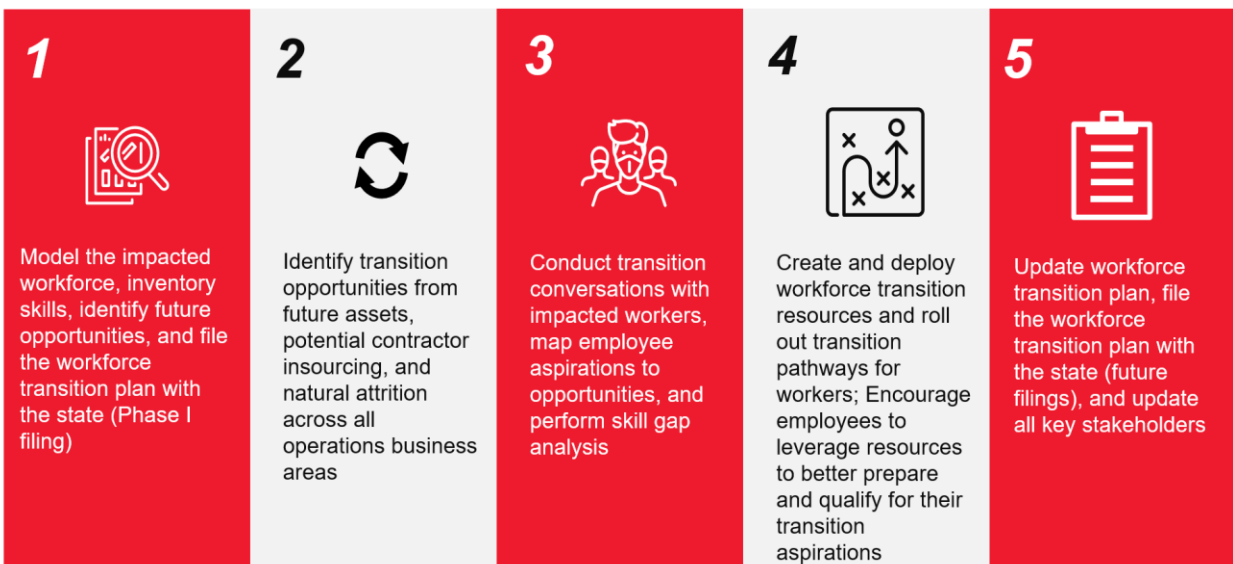 1
Model the impacted
workforce, inventory
skills, identify future
opportunities, and file
the workforce
transition plan with
the state (Phase I
filing)
2
Identify transition
opportunities from
future assets,
potential contractor
insourcing, and
natural attrition
across all
operations business
areas
3
Conduct transition
conversations with
impacted workers,
map employee
aspirations to
opportunities, and
perform skill gap
analysis
4
Create and deploy
workforce transition
resources and roll
out transition
pathways for
workers; Encourage
employees to
leverage resources
to better prepare
and qualify for their
transition
aspirations
5
Update workforce
transition plan, file
the workforce
transition plan with
the state (future
filings), and update
all key stakeholders